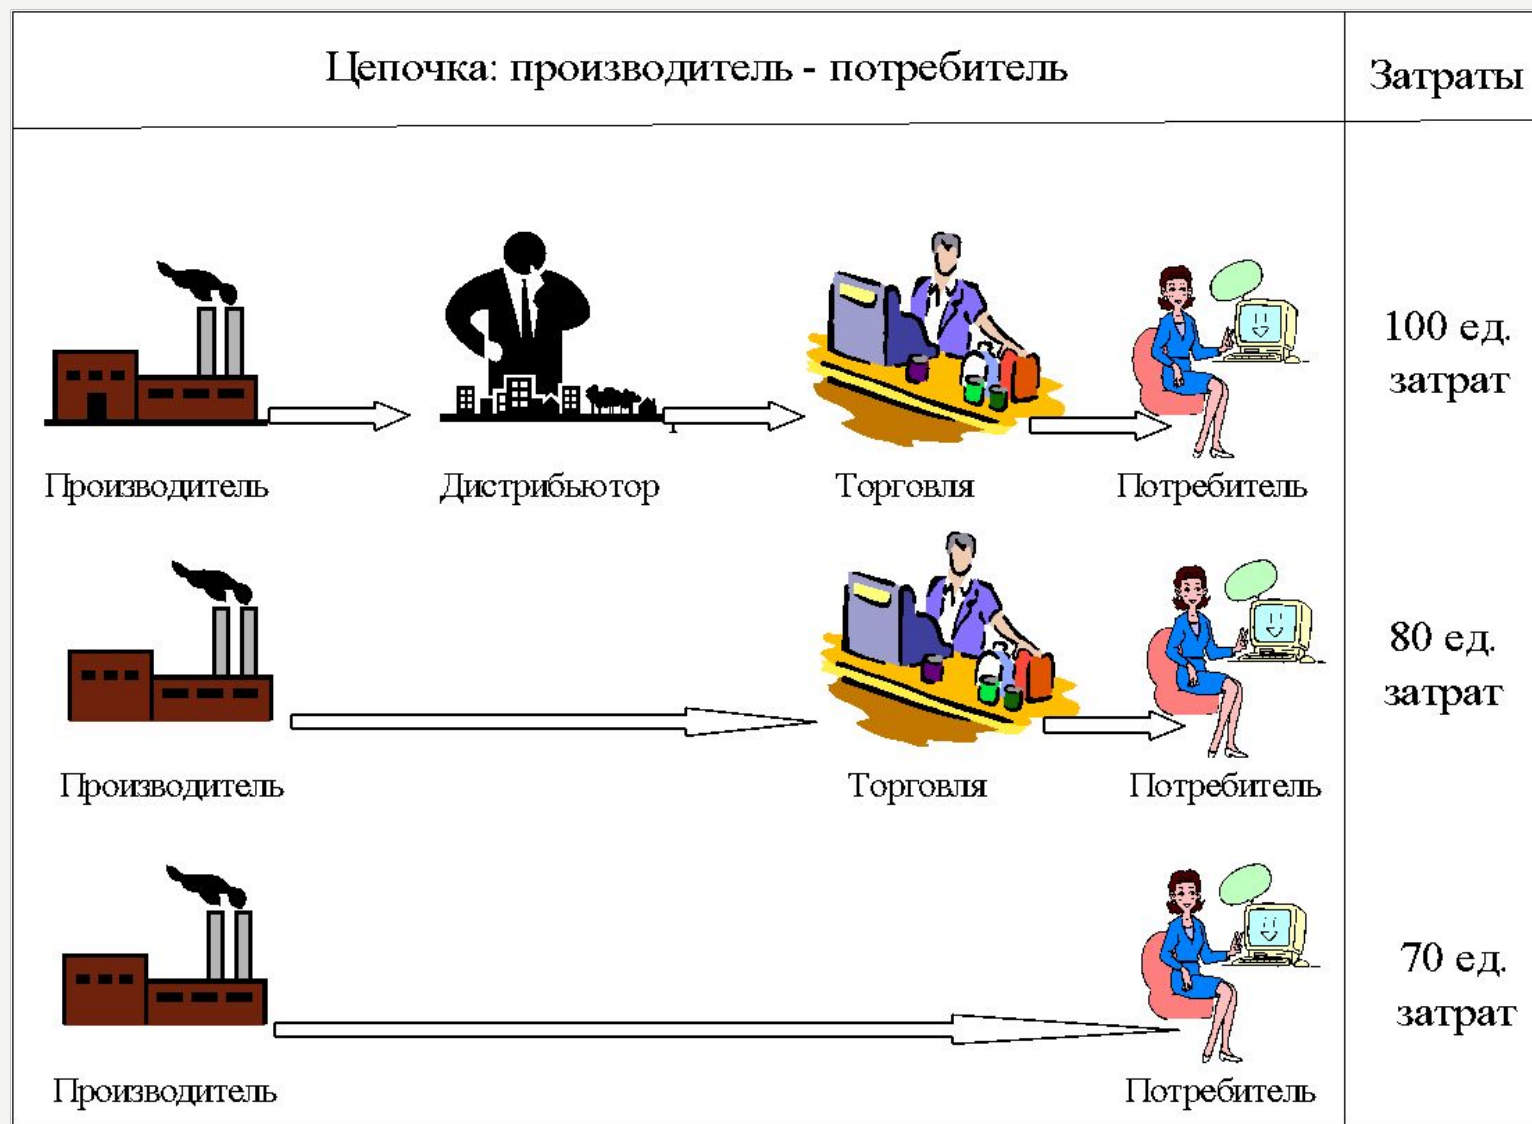 Цепочка: производитель - потребитель
Затраты
100 ед.
затрат
Производитель
Дистрибьютор
Торговля
Потребитель
80 ед.
затрат
Производитель
Торговля
Потребитель
70 ед.
затрат
Производитель
Потребитель